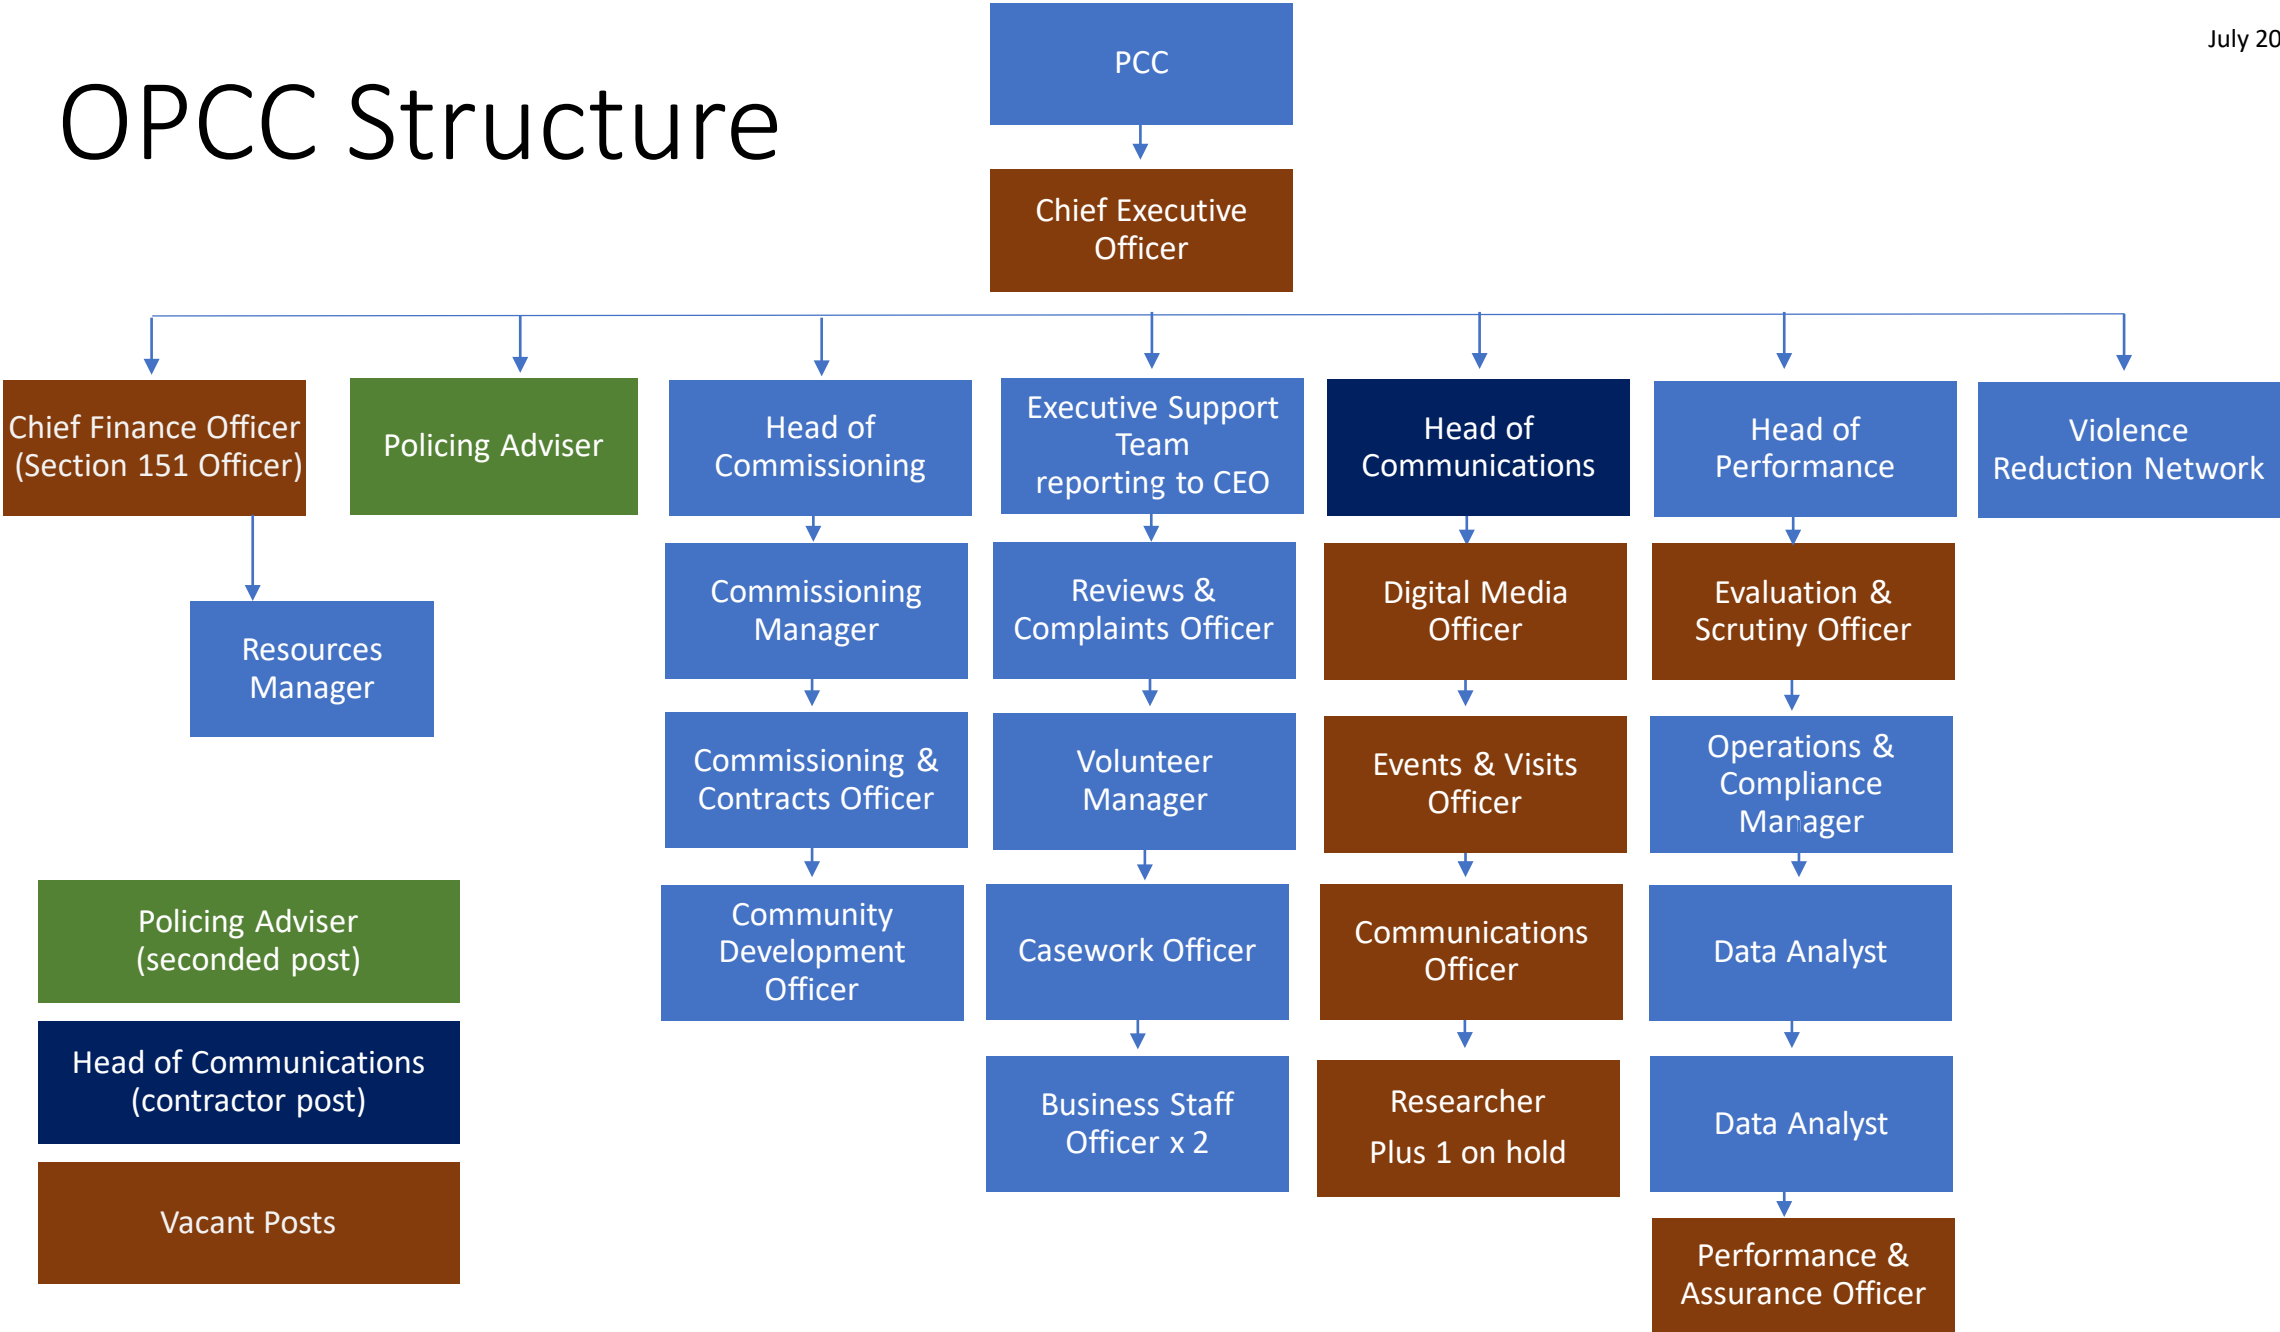 July 20
OPCC Structure
PCC
Chief Executive
Officer
Chief Finance Officer
(Section 151 Officer)
Policing Adviser
Head of
Commissioning
Executive Support
Team
reporting to CEO
Head of
Communications
Head of
Performance
Violence
Reduction Network
Resources
Manager
Commissioning
Manager
Reviews &
Complaints Officer
Digital Media
Officer
Evaluation &
Scrutiny Officer
Commissioning &
Contracts Officer
Volunteer
Manager
Events & Visits
Officer
Operations &
Compliance
Manager
Community
Development
Officer
Casework Officer
Communications
Officer
Data Analyst
Business Staff
Officer x 2
Researcher
Plus 1 on hold
Data Analyst
Performance &
Assurance Officer
Policing Adviser
(seconded post)
Head of Communications
(contractor post)
Vacant Posts